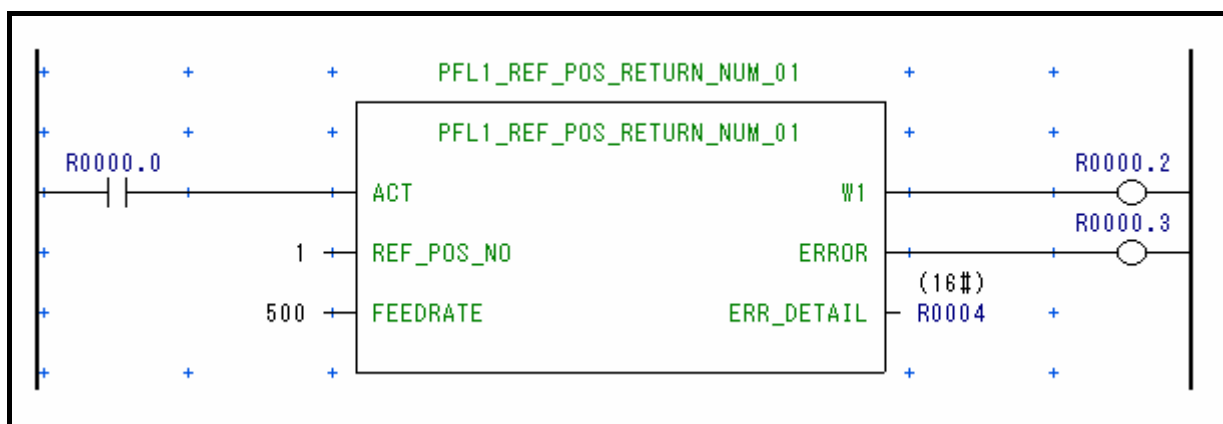 PFL1_REF_POS_RETURN_NUM_01
PFL1_REF_POS_RETURN_NUM_01
R0000.0 R0000.2
ACT W1
R0000.3
1 REF_POS_NO ERROR
(16#)
500 FEEDRATE ERR_DETAIL R0004